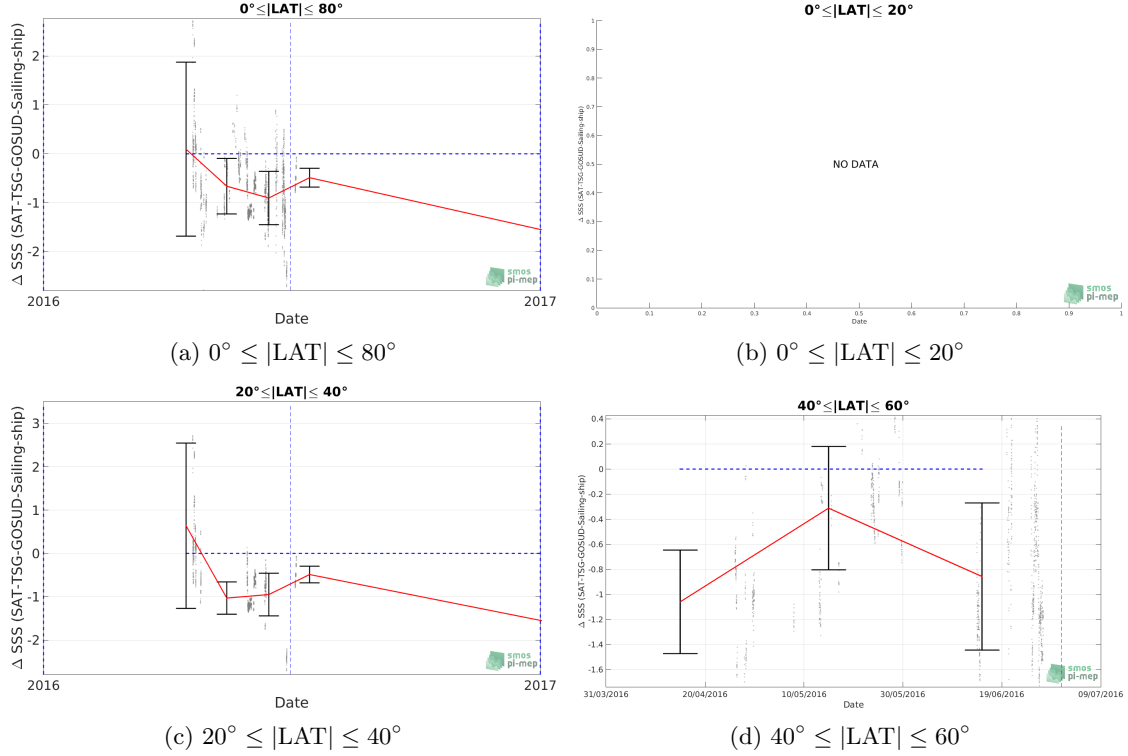 0°≤|LAT|≤ 80°
Δ SSS (SAT-TSG-GOSUD-Sailing-ship)
2
1
0
-1
-2
2016
2017
Date
smos
pi-mep
(a) 0° ≤ |LAT| ≤ 80°
0°≤|LAT|≤ 20°
Δ SSS (SAT-TSG-GOSUD-Sailing-ship)
1
0.9
0.8
0.7
0.6
0.5
0.4
0.3
0.2
0.1
0
NO DATA
0 0.1 0.2 0.3 0.4 0.5 0.6 0.7 0.8 0.9 1
Date
smos
pi-mep
(b) 0° ≤ |LAT| ≤ 20°
20°≤|LAT|≤ 40°
Δ SSS (SAT-TSG-GOSUD-Sailing-ship)
3
2
1
0
-1
-2
2016
2017
Date
smos
pi-mep
(c) 20° ≤ |LAT| ≤ 40°
40°≤|LAT|≤ 60°
Δ SSS (SAT-TSG-GOSUD-Sailing-ship)
0.4
0.2
0
-0.2
-0.4
-0.6
-0.8
-1
-1.2
-1.4
-1.6
31/03/2016 20/04/2016 10/05/2016 30/05/2016 19/06/2016 09/07/2016
Date
smos
pi-mep
(d) 40° ≤ |LAT| ≤ 60°